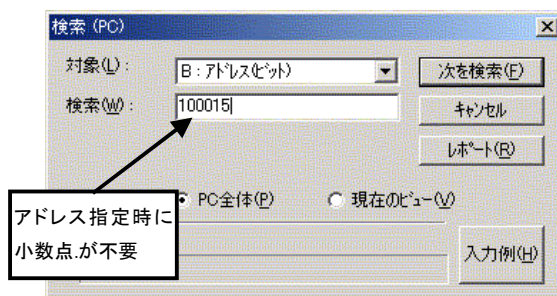 検索 (PC)
対象(L): B:アドレス(ビット) 次を検索(F)
検索(W): 100015 キャンセル
レポート(R)
PC全体(P) 現在のビュー(V)
アドレス指定時に
小数点.が不要
入力例(H)